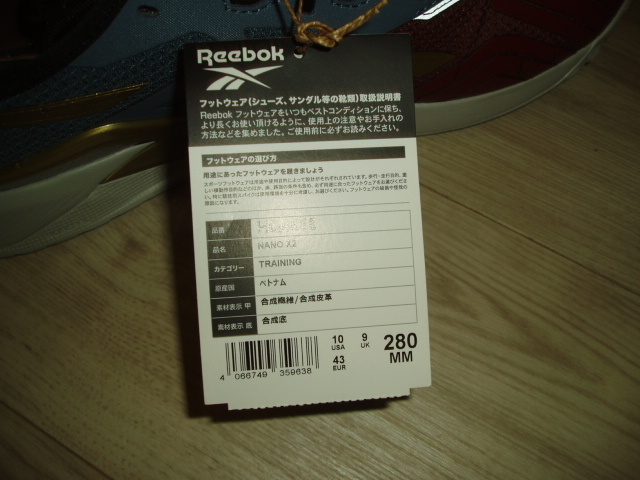 Reebok
フットウェア(シューズ、サンダル等の靴類)取扱説明書
Reebok フットウェアをいつもベストコンディションに保ち、
より長くお使い頂けるように、使用上の注意やお手入れの
方法などを集めました。ご使用前に必ずお読みください。
フットウェアの選び方
用途にあったフットウェアを履きましょう
品番
品名 NANO X2
カテゴリー TRAINING
原産国 ベトナム
素材表示 甲 合成繊維/合成皮革
素材表示 底 合成底
4 066749 359638
10 USA 9 UK 280 MM
43 EUR